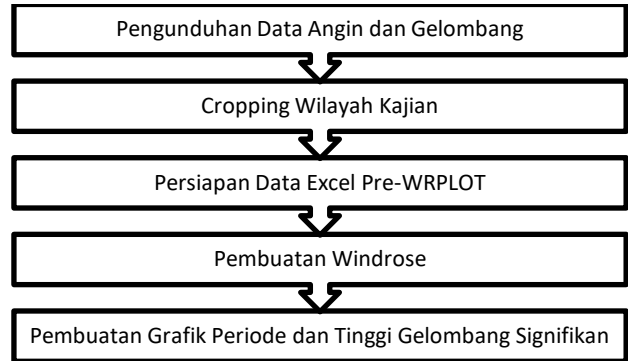 Pengunduhan Data Angin dan Gelombang
Cropping Wilayah Kajian
Persiapan Data Excel Pre-WRPLOT
Pembuatan Windrose
Pembuatan Grafik Periode dan Tinggi Gelombang Signifikan